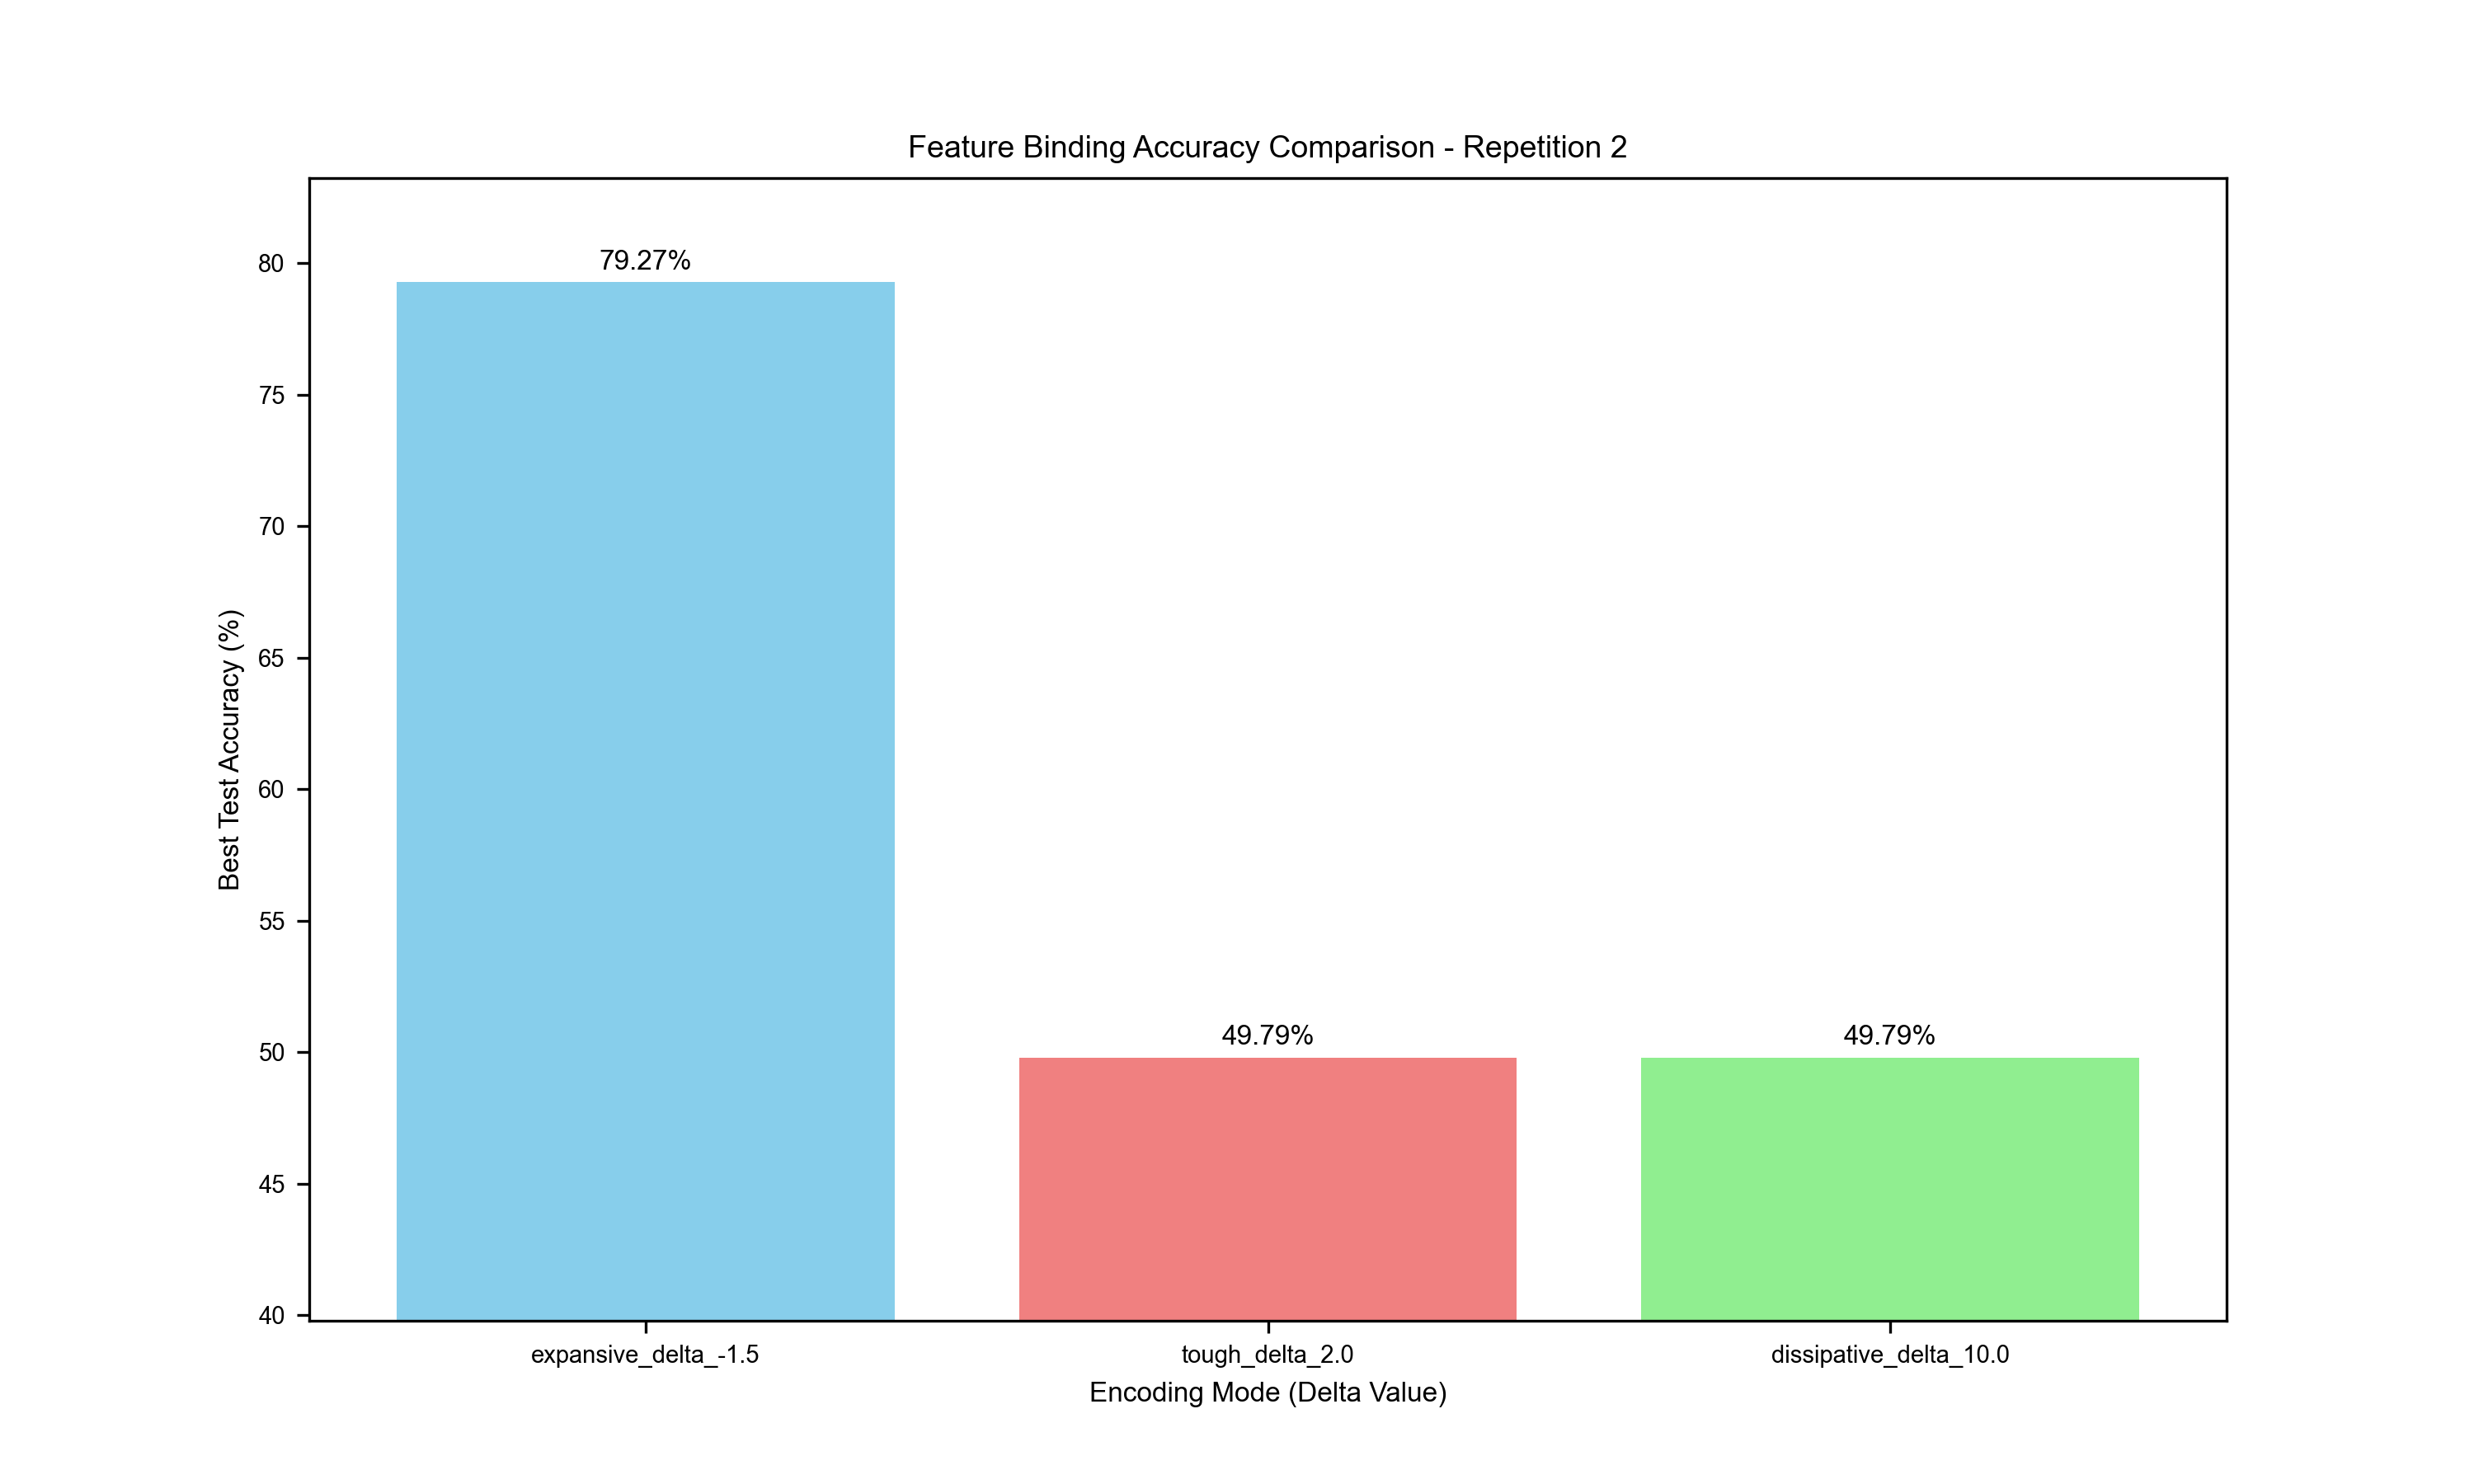 Feature Binding Accuracy Comparison - Repetition 2
Best Test Accuracy (%)
80
75
70
65
60
55
50
45
40
79.27%
49.79%
49.79%
expansive_delta_-1.5
tough_delta_2.0
dissipative_delta_10.0
Encoding Mode (Delta Value)